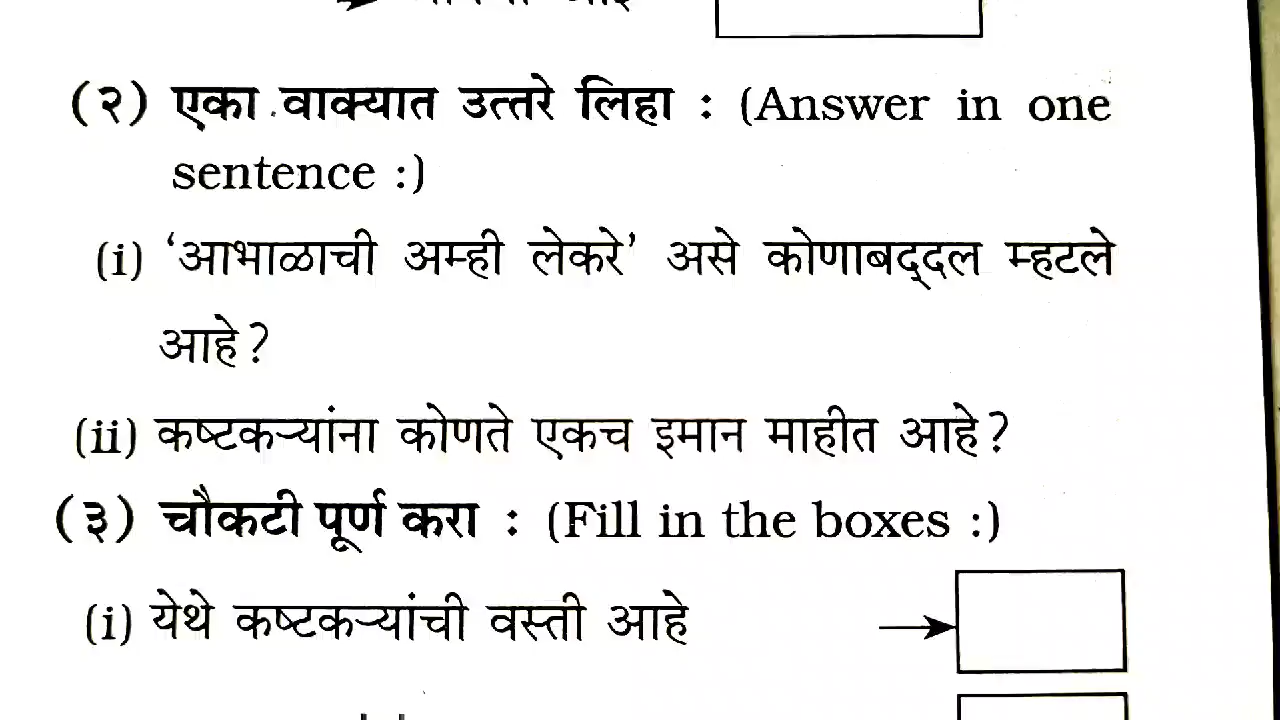 (२) एका वाक्यात उत्तरे लिहा : (Answer in one
sentence :)
(i) ‘आभाळाची अम्ही लेकरे’ असे कोणाबद्दल म्हटले
आहे?
(ii) कष्टकऱ्यांना कोणते एकच इमान माहीत आहे?
(३) चौकटी पूर्ण करा : (Fill in the boxes :)
(i) येथे कष्टकऱ्यांची वस्ती आहे